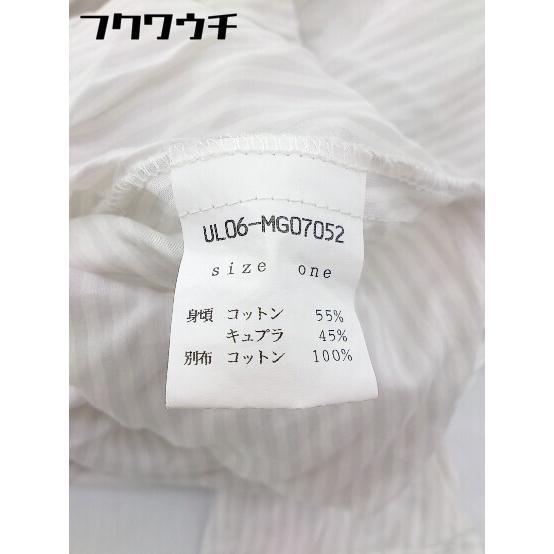 フクワウチ
UL06-MG07052
size one
身頃 コットン 55%
キュプラ 45%
別布 コットン 100%